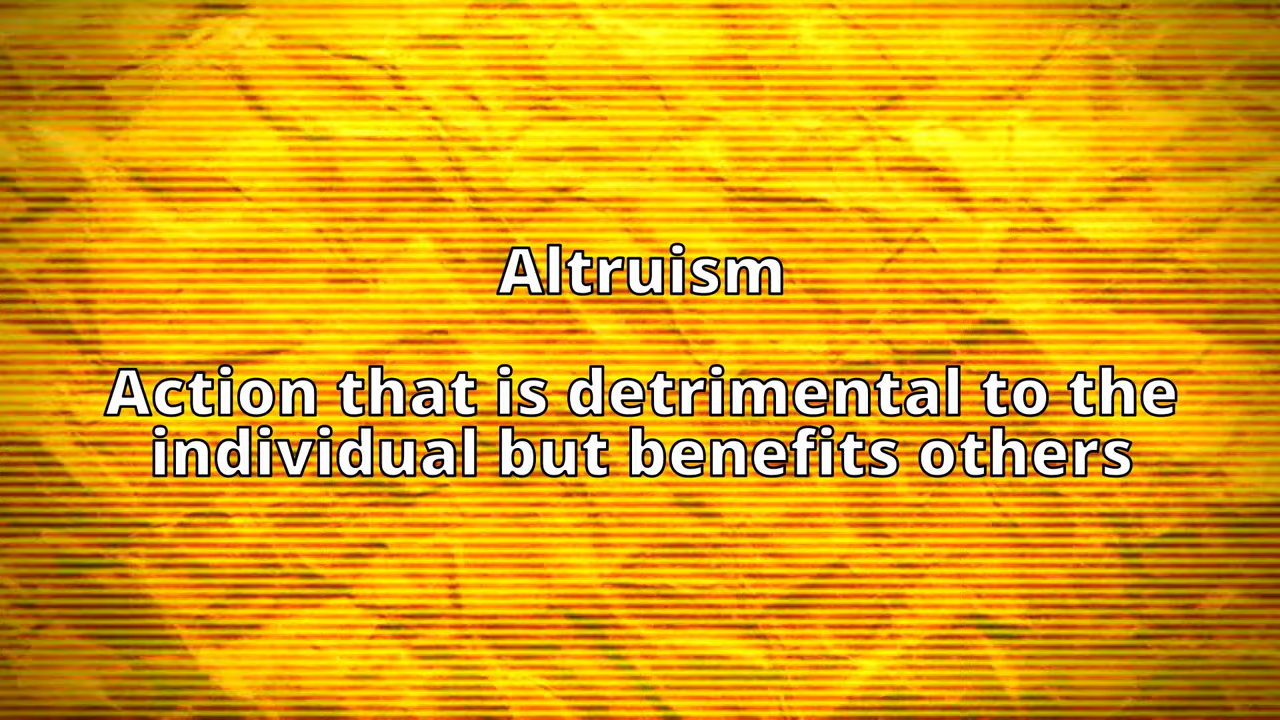 Altruism
Action that is detrimental to the
individual but benefits others